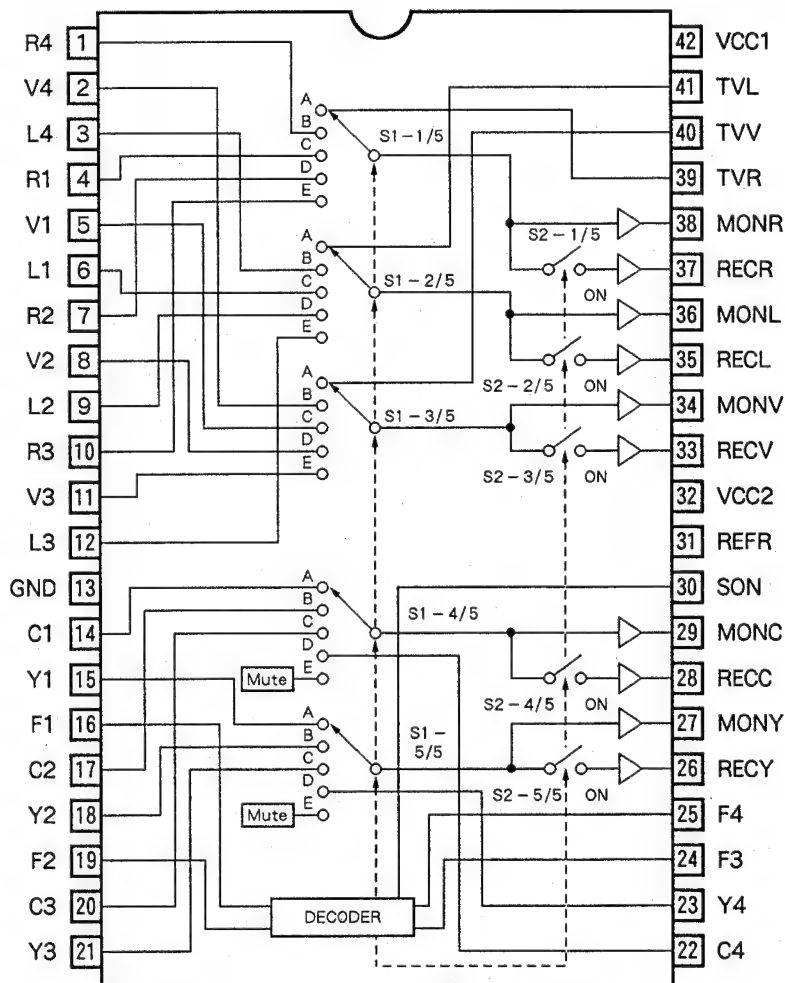 R4 1
V4 2
L4 3
R1 4
V1 5
L1 6
R2 7
V2 8
L2 9
R3 10
V3 11
L3 12
GND 13
C1 14
Y1 15
F1 16
C2 17
Y2 18
F2 19
C3 20
Y3 21
A
B
C
D
E
S1-1/5
A
B
C
D
E
S1-2/5
A
B
C
D
E
S1-3/5
A
B
C
D
E
Mute
S1-4/5
A
B
C
D
E
Mute
S1-
5/5
DECODER
S2-1/5
ON
S2-2/5
ON
S2-3/5
ON
S2-4/5
ON
S2-5/5
ON
42 VCC1
41 TVL
40 TVV
39 TVR
38 MONR
37 RECR
36 MONL
35 RECL
34 MONV
33 RECV
32 VCC2
31 REFR
30 SON
29 MONC
28 RECC
27 MONY
26 RECY
25 F4
24 F3
23 Y4
22 C4